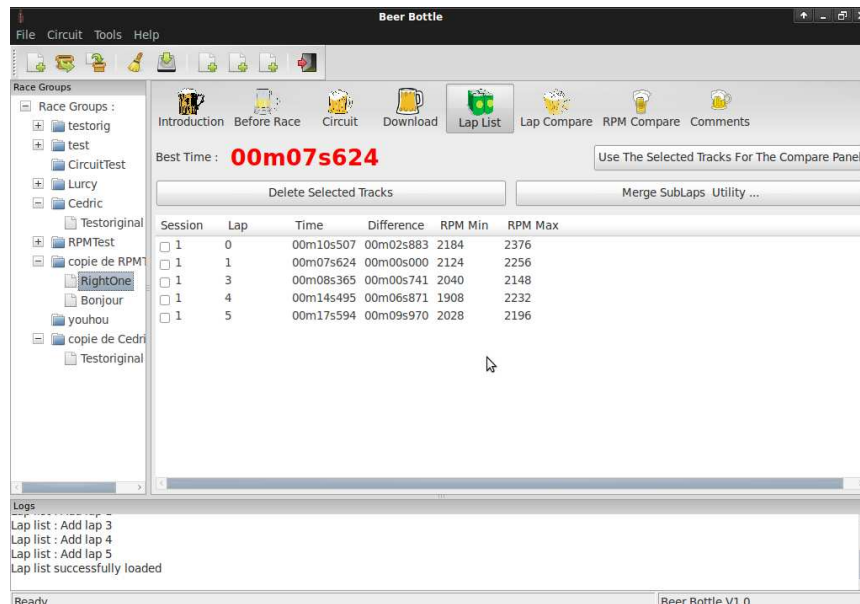 Beer Bottle
File Circuit Tools Help
Race Groups
Race Groups :
testorig
test
CircuitTest
Lurcy
Cedric
Testoriginal
RPMTest
copie de RPMT
RightOne
Bonjour
youhou
copie de Cedri
Testoriginal
Introduction Before Race Circuit Download Lap List Lap Compare RPM Compare Comments
Best Time : 00m07s624
Use The Selected Tracks For The Compare Panel
Delete Selected Tracks
Merge SubLaps Utility ...
Session Lap Time Difference RPM Min RPM Max
1 0 00m10s507 00m02s883 2184 2376
1 1 00m07s624 00m00s000 2124 2256
1 3 00m08s365 00m00s741 2040 2148
1 4 00m14s495 00m06s871 1908 2232
1 5 00m17s594 00m09s970 2028 2196
Logs
Lap list : Add lap 3
Lap list : Add lap 4
Lap list : Add lap 5
Lap list successfully loaded
Ready
Beer Bottle V1.0